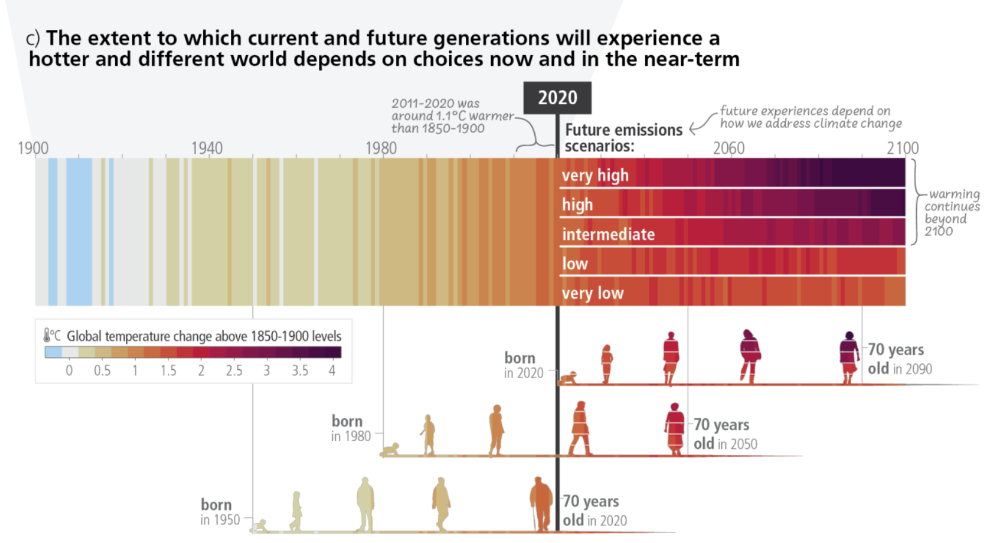 c) The extent to which current and future generations will experience a
hotter and different world depends on choices now and in the near-term
2020
2011-2020 was
around 1.1°C warmer
than 1850-1900
future experiences depend on
how we address climate change
Future emissions
scenarios:
1900 1940 1980 2060 2100
very high
high
intermediate
low
very low
warming
continues
beyond
2100
°C Global temperature change above 1850-1900 levels
0 0.5 1 1.5 2 2.5 3 3.5 4
born
in 2020
70 years
old in 2090
born
in 1980
70 years
old in 2050
born
in 1950
70 years
old in 2020